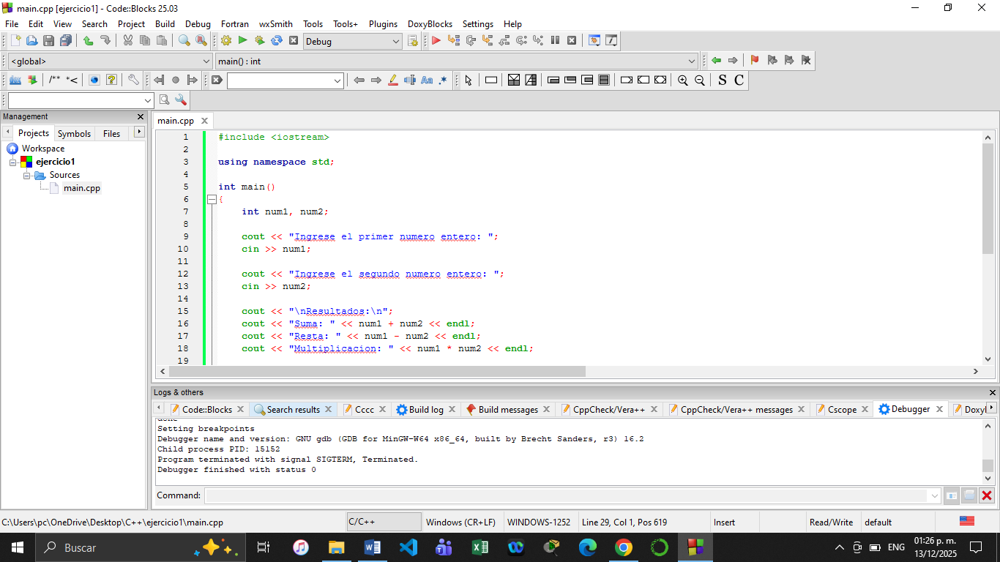 main.cpp [ejercicio1] - Code::Blocks 25.03
File Edit View Search Project Build Debug Fortran wxSmith Tools Tools+ Plugins DoxyBlocks Settings Help
Debug
<global> main() : int
/** *< Aa .* S C
Management
Projects Symbols Files
Workspace
ejercicio1
Sources
main.cpp
main.cpp
1 #include <iostream>
2
3 using namespace std;
4
5 int main()
6 {
7 int num1, num2;
8
9 cout << "Ingrese el primer numero entero: ";
10 cin >> num1;
11
12 cout << "Ingrese el segundo numero entero: ";
13 cin >> num2;
14
15 cout << "\nResultados:\n";
16 cout << "Suma: " << num1 + num2 << endl;
17 cout << "Resta: " << num1 - num2 << endl;
18 cout << "Multiplicacion: " << num1 * num2 << endl;
19
Logs & others
Code::Blocks Search results Cccc Build log Build messages CppCheck/Vera++ CppCheck/Vera++ messages Cscope Debugger
done
Setting breakpoints
Debugger name and version: GNU gdb (GDB for MinGW-W64 x86_64, built by Brecht Sanders, r3) 16.2
Child process PID: 15152
Program terminated with signal SIGTERM, Terminated.
Debugger finished with status 0
Command:
C:\Users\pc\OneDrive\Desktop\C++\ejercicio1\main.cpp C/C++ Windows (CR+LF) WINDOWS-1252 Line 29, Col 1, Pos 619 Insert Read/Write default
Buscar
ENG
01:26 p. m.
13/12/2025